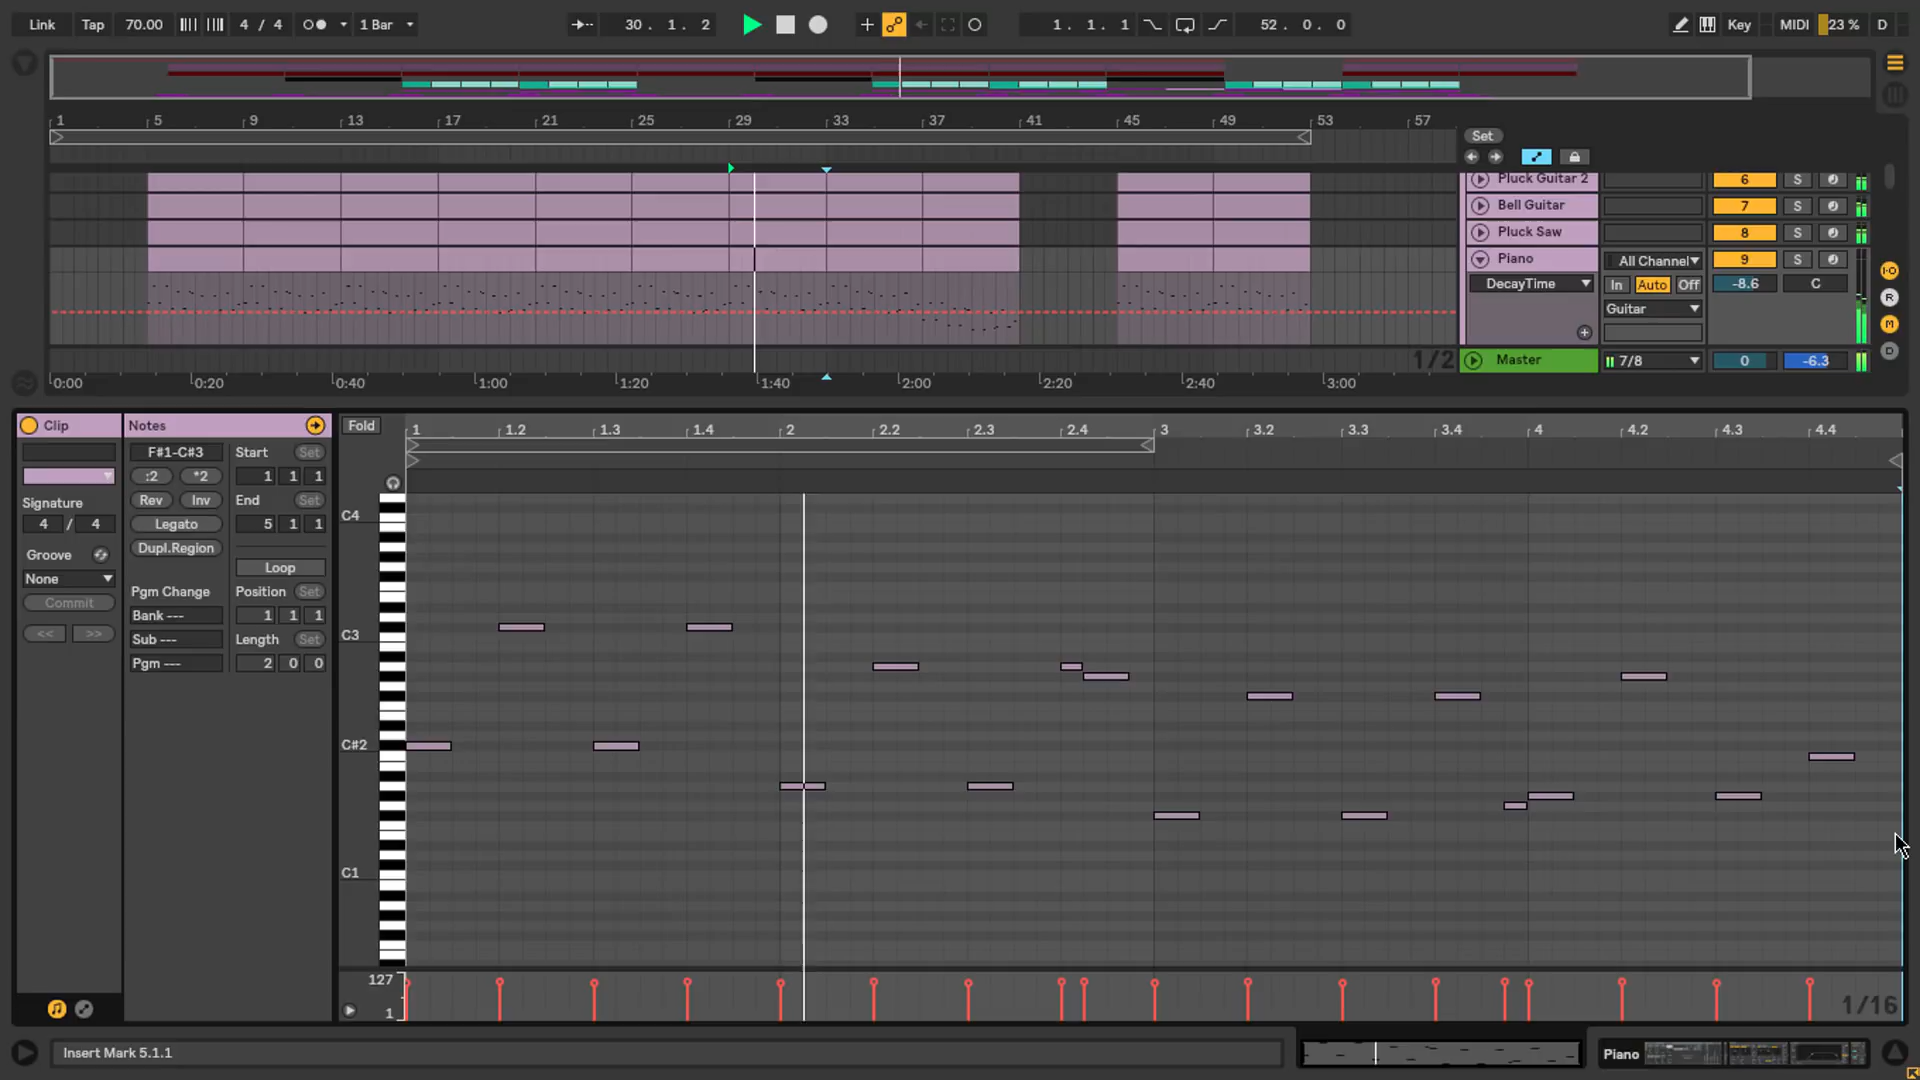 Link Tap 70.00 4 / 4 1 Bar 30. 1. 2 1. 1. 1 52. 0. 0 Key MIDI 23 % D
1 5 9 13 17 21 25 29 33 37 41 45 49 53 57
Set
Pluck Guitar 2 6 S
Bell Guitar 7 S
Pluck Saw 8 S
Piano All Channel 9 S
DecayTime In Auto Off -8.6 C
Guitar
R
M
D
1/2 Master 7/8 0 -6.3
0:00 0:20 0:40 1:00 1:20 1:40 2:00 2:20 2:40 3:00
Clip Notes Fold 1 1.2 1.3 1.4 2 2.2 2.3 2.4 3 3.2 3.3 3.4 4 4.2 4.3 4.4
F#1-C#3 Start Set
:2 *2 1 1 1
Signature Rev Inv End Set
4 / 4 Legato 5 1 1
Groove Dupl.Region
None Loop
Commit Pgm Change Position Set
<< >> Bank --- 1 1 1
Sub --- Length Set
Pgm --- 2 0 0
C4
C3
C#2
C1
127
1
1/16
Insert Mark 5.1.1 Piano